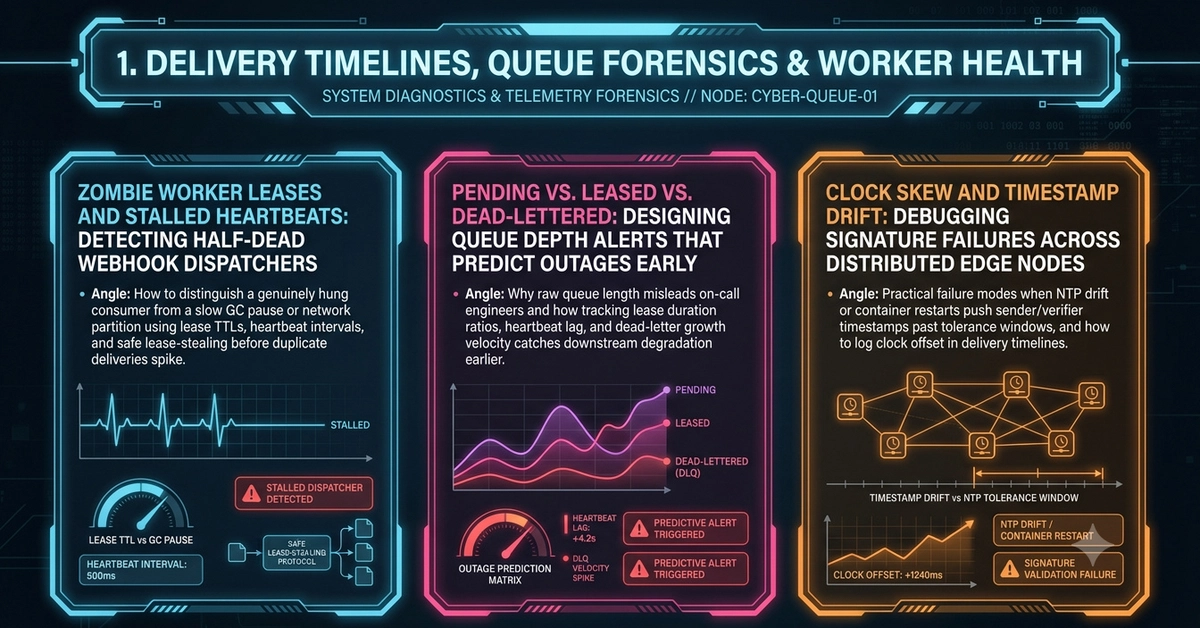 1. DELIVERY TIMELINES, QUEUE FORENSICS & WORKER HEALTH
SYSTEM DIAGNOSTICS & TELEMETRY FORENSICS // NODE: CYBER-QUEUE-01
ZOMBIE WORKER LEASES
AND STALLED HEARTBEATS:
DETECTING HALF-DEAD
WEBHOOK DISPATCHERS
• Angle: How to distinguish a genuinely hung
consumer from a slow GC pause or network
partition using lease TTLs, heartbeat intervals,
and safe lease-stealing before duplicate
deliveries spike.
STALLED
STALLED DISPATCHER
DETECTED
LEASE TTL vs GC PAUSE
HEARTBEAT INTERVAL:
500ms
SAFE
LEASD-STEALING
PROTOCOL
PENDING VS. LEASED VS.
DEAD-LETTERED: DESIGNING
QUEUE DEPTH ALERTS THAT
PREDICT OUTAGES EARLY
• Angle: Why raw queue length misleads on-call
engineers and how tracking lease duration
ratios, heartbeat lag, and dead-letter growth
velocity catches downstream degradation
earlier.
PENDING
LEASED
DEAD-LETTERED
(DLQ)
OUTAGE PREDICTION
MATRIX
HEARTBEAT
LAG:
+4.2s
DLQ
VELOCITY
SPIKE
PREDICTIVE ALERT
TRIGGERED
PREDICTIVE ALERT
TRIGGERED
CLOCK SKEW AND TIMESTAMP
DRIFT: DEBUGGING
SIGNATURE FAILURES ACROSS
DISTRIBUTED EDGE NODES
• Angle: Practical failure modes when NTP drift
or container restarts push sender/verifier
timestamps past tolerance windows, and how
to log clock offset in delivery timelines.
TIMESTAMP DRIFT vs NTP TOLERANCE WINDOW
CLOCK OFFSET: +1240ms
NTP DRIFT /
CONTAINER RESTART
SIGNATURE
VALIDATION FAILURE